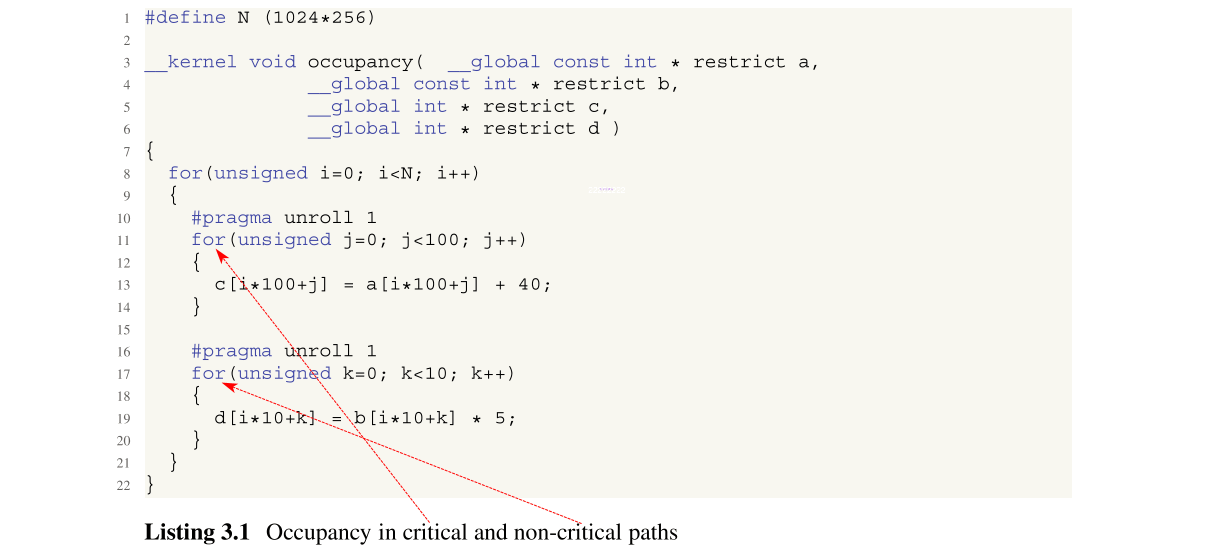 1 #define N (1024*256)
2
3 __kernel void occupancy( __global const int * restrict a,
4 __global const int * restrict b,
5 __global int * restrict c,
6 __global int * restrict d )
7 {
8 for(unsigned i=0; i<N; i++)
9 {
10 #pragma unroll 1
11 for(unsigned j=0; j<100; j++)
12 {
13 c[i*100+j] = a[i*100+j] + 40;
14 }
15
16 #pragma unroll 1
17 for(unsigned k=0; k<10; k++)
18 {
19 d[i*10+k] = b[i*10+k] * 5;
20 }
21 }
22 }
Listing 3.1 Occupancy in critical and non-critical paths